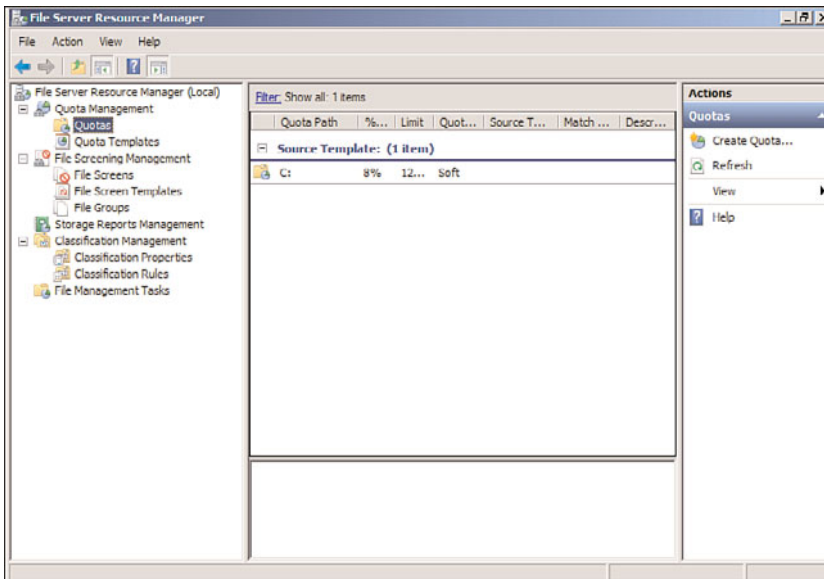 File Server Resource Manager
File Action View Help
File Server Resource Manager (Local)
Quota Management
Quotas
Quota Templates
File Screening Management
File Screens
File Screen Templates
File Groups
Storage Reports Management
Classification Management
Classification Properties
Classification Rules
File Management Tasks
Filter: Show all: 1 items
Quota Path %... Limit Quot... Source T... Match ... Descr...
Source Template: (1 item)
C: 8% 12... Soft
Actions
Quotas
Create Quota...
Refresh
View
Help